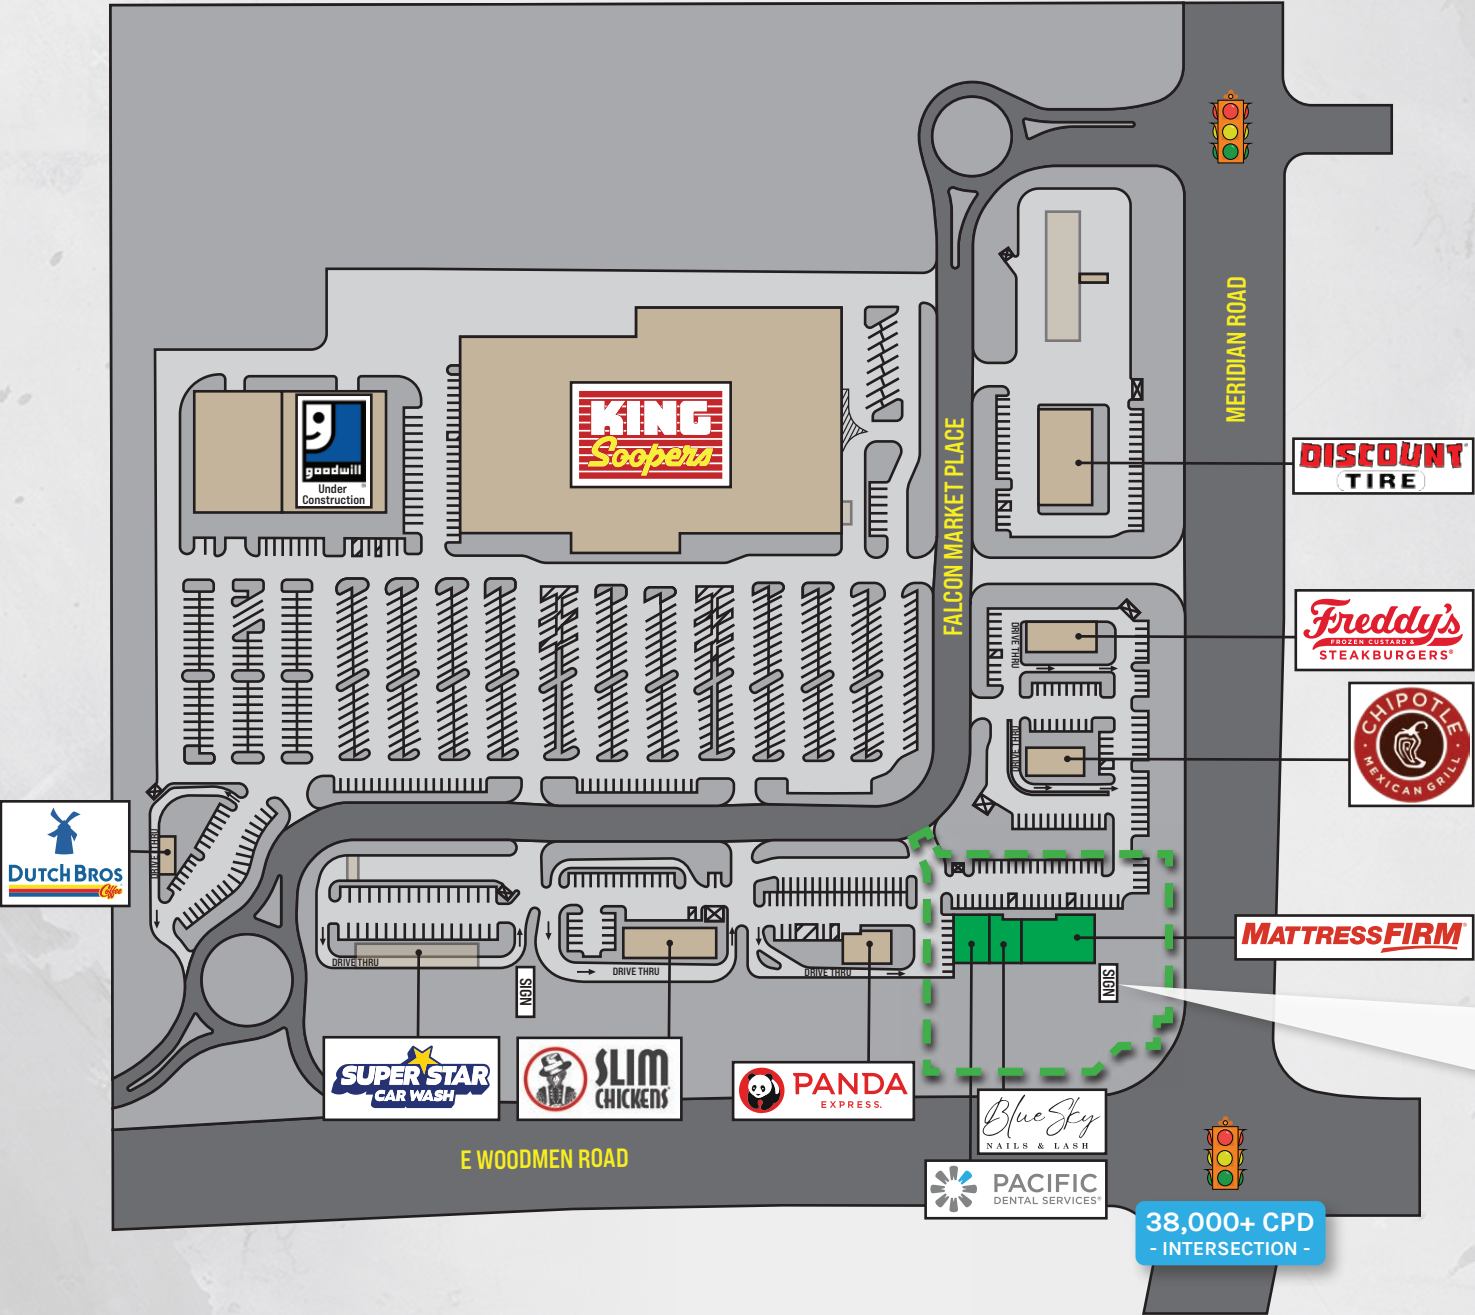 MERIDIAN ROAD
FALCON MARKET PLACE
goodwill
Under
Construction
KING
Soopers
DISCOUNT
TIRE
Freddy's
FROZEN CUSTARD &
STEAKBURGERS®
DRIVE THRU
CHIPOTLE
MEXICAN GRILL
DRIVE THRU
DUTCH BROS
Coffee
DRIVE THRU
MATTRESSFIRM
DRIVE THRU
DRIVE THRU
DRIVE THRU
SIGN
SIGN
SUPER STAR
CAR WASH
SLIM
CHICKENS
PANDA
EXPRESS.
Blue Sky
NAILS & LASH
E WOODMEN ROAD
PACIFIC
DENTAL SERVICES®
38,000+ CPD
- INTERSECTION -